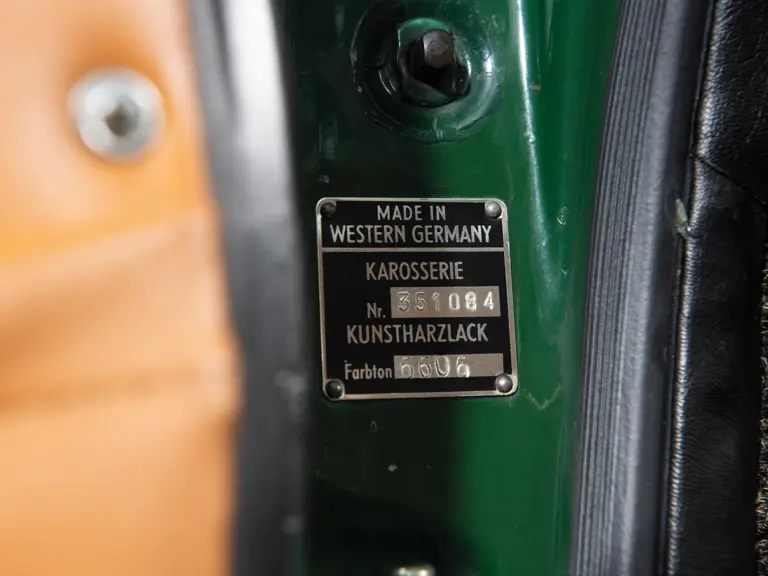 MADE IN
WESTERN GERMANY
KAROSSERIE
Nr. 351084
KUNSTHARZLACK
Farbton 6606